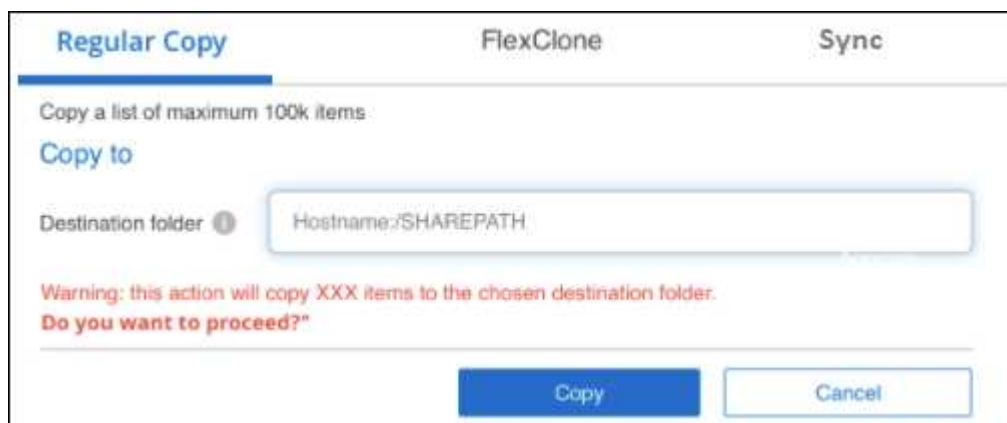 Regular Copy FlexClone Sync
Copy a list of maximum 100k items
Copy to
Destination folder i Hostname:/SHAREPATH
Warning: this action will copy XXX items to the chosen destination folder.
Do you want to proceed?"
Copy Cancel